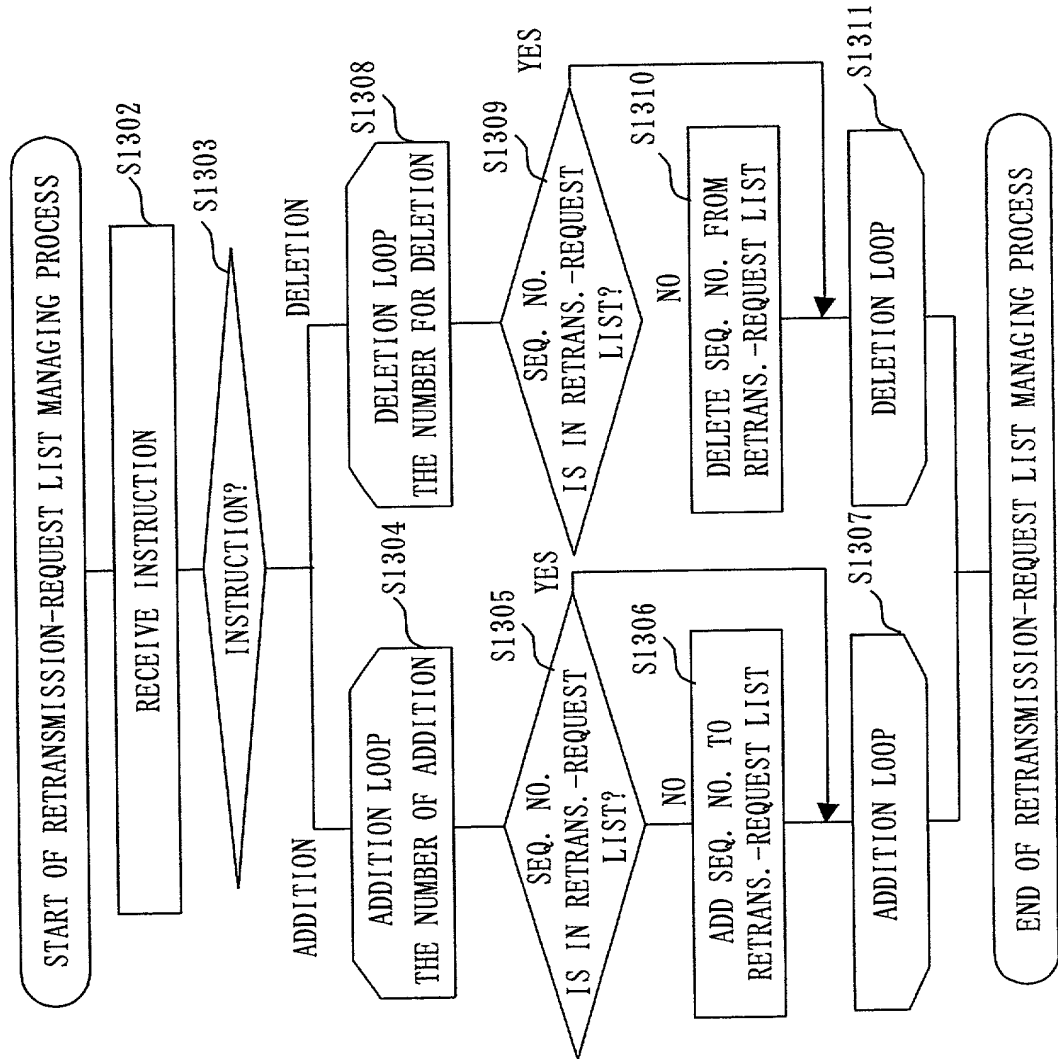 START OF RETRANSMISSION-REQUEST LIST MANAGING PROCESS
S1302
RECEIVE INSTRUCTION
S1303
INSTRUCTION?
ADDITION
DELETION
S1304
ADDITION LOOP
THE NUMBER OF ADDITION
S1308
DELETION LOOP
THE NUMBER FOR DELETION
S1305
SEQ. NO.
IS IN RETRANS.-REQUEST
LIST?
YES
NO
S1309
SEQ. NO.
IS IN RETRANS.-REQUEST
LIST?
YES
NO
S1306
ADD SEQ. NO. TO
RETRANS.-REQUEST LIST
S1310
DELETE SEQ. NO. FROM
RETRANS.-REQUEST LIST
S1307
ADDITION LOOP
S1311
DELETION LOOP
END OF RETRANSMISSION-REQUEST LIST MANAGING PROCESS